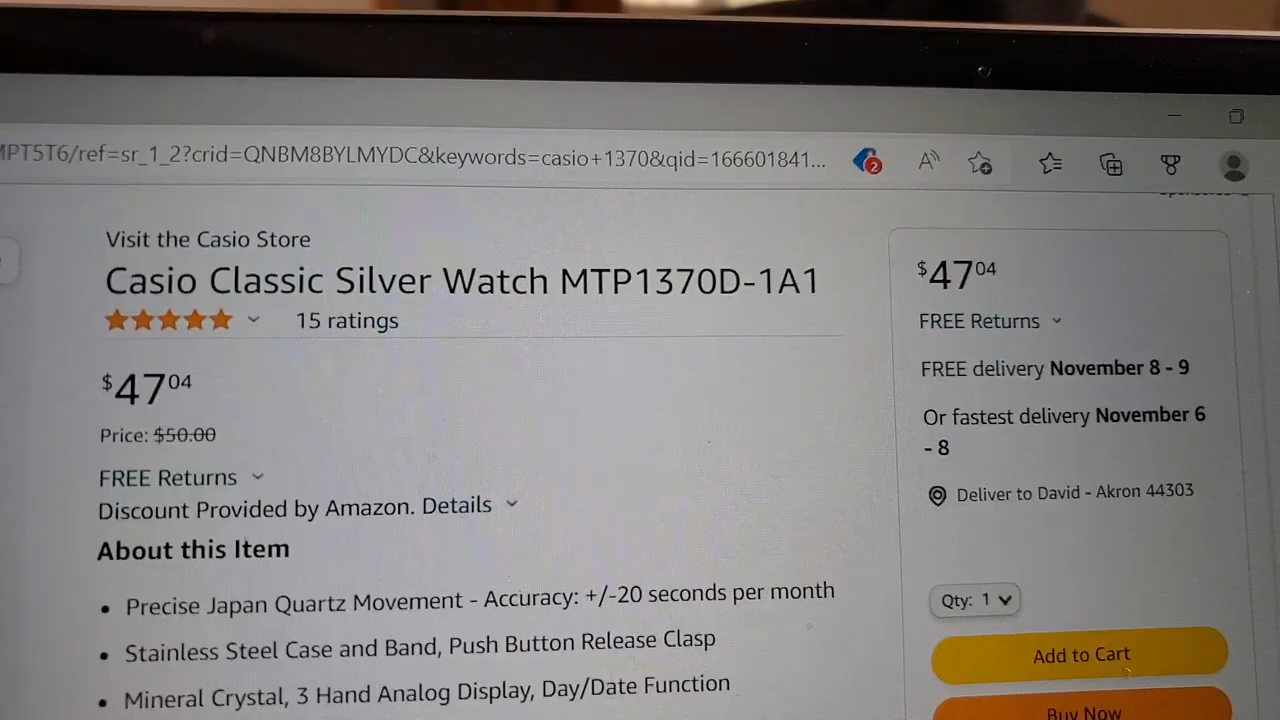 MPT5T6/ref=sr_1_2?crid=QNBM8BYLMYDC&keywords=casio+1370&qid=166601841...
2
Visit the Casio Store
Casio Classic Silver Watch MTP1370D-1A1
15 ratings
$4704
Price: $50.00
FREE Returns
Discount Provided by Amazon. Details
About this Item
• Precise Japan Quartz Movement - Accuracy: +/-20 seconds per month
• Stainless Steel Case and Band, Push Button Release Clasp
• Mineral Crystal, 3 Hand Analog Display, Day/Date Function
$4704
FREE Returns
FREE delivery November 8 - 9
Or fastest delivery November 6
- 8
Deliver to David - Akron 44303
Qty: 1
Add to Cart
Buy Now